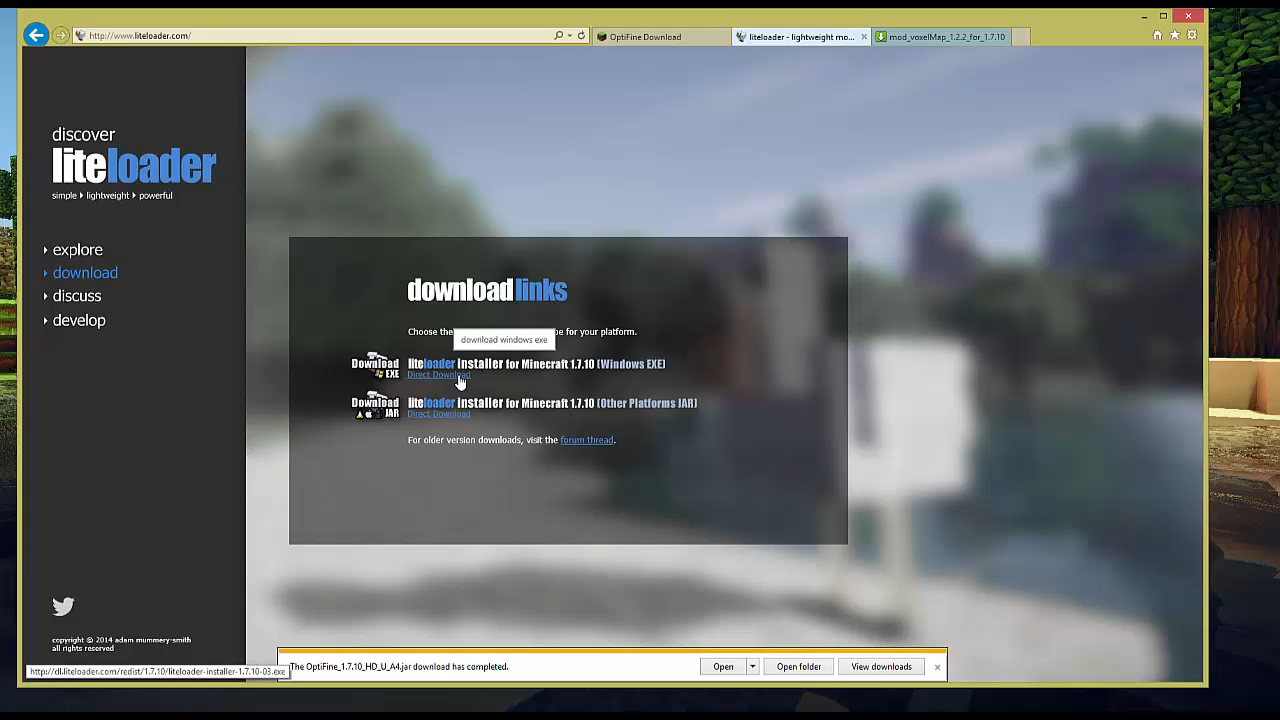 http://www.liteloader.com/
OptiFine Download
liteloader - lightweight mo...
mod_voxelMap_1.2.2_for_1.7.10
discover
liteloader
simple lightweight powerful
explore
download
discuss
develop
downloadlinks
Choose the
be for your platform.
download windows exe
Download EXE
liteloader installer for Minecraft 1.7.10 (Windows EXE)
Direct Download
Download JAR
liteloader installer for Minecraft 1.7.10 (Other Platforms JAR)
Direct Download
For older version downloads, visit the forum thread.
copyright © 2014 adam mummery-smith
all rights reserved
http://dl.liteloader.com/redist/1.7.10/liteloader-installer-1.7.10-03.exe
The OptiFine_1.7.10_HD_U_A4.jar download has completed.
Open
Open folder
View downloads